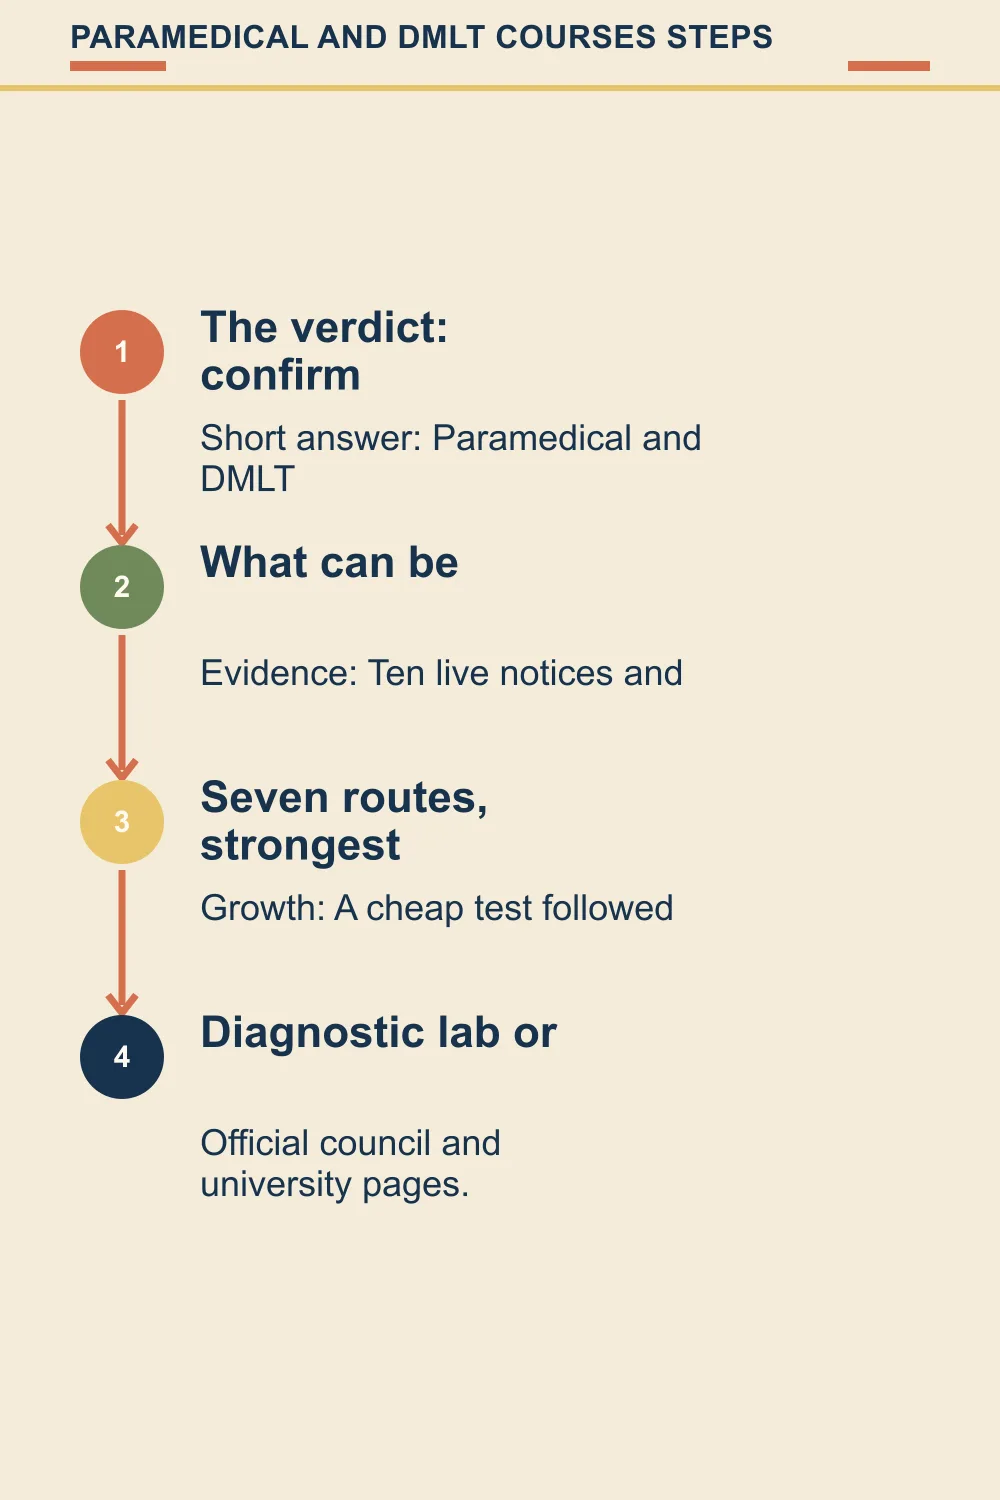 PARAMEDICAL AND DMLT COURSES STEPS
1
The verdict:
confirm
Short answer: Paramedical and
DMLT
2
What can be
Evidence: Ten live notices and
3
Seven routes,
strongest
Growth: A cheap test followed
4
Diagnostic lab or
Official council and
university pages.